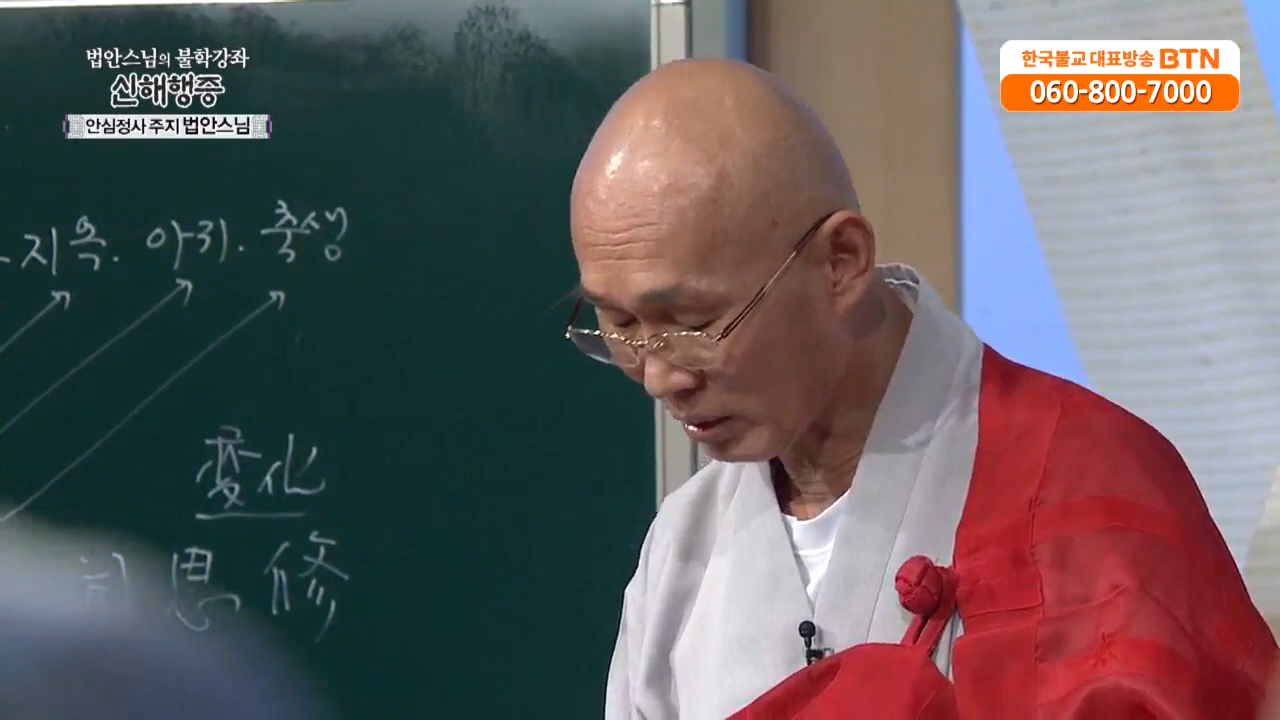 법안스님의 불학강좌
신해행증
안심정사 주지 법안스님
한국불교 대표방송 BTN
060-800-7000
지옥. 아귀. 축생
変化
思 修